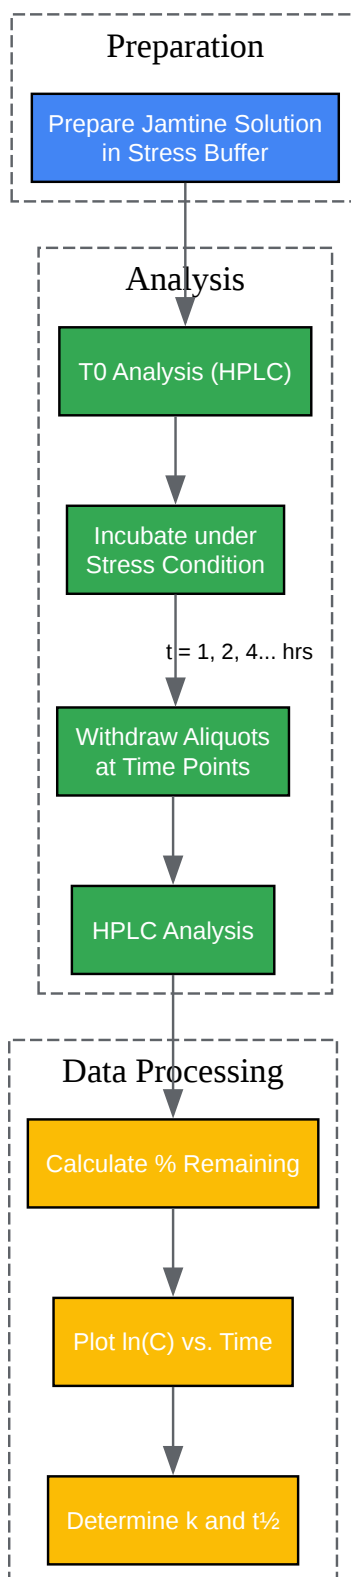 Preparation
Prepare Jamtine Solution
in Stress Buffer
Analysis
T0 Analysis (HPLC)
Incubate under
Stress Condition
t = 1, 2, 4... hrs
Withdraw Aliquots
at Time Points
HPLC Analysis
Data Processing
Calculate % Remaining
Plot ln(C) vs. Time
Determine k and t½